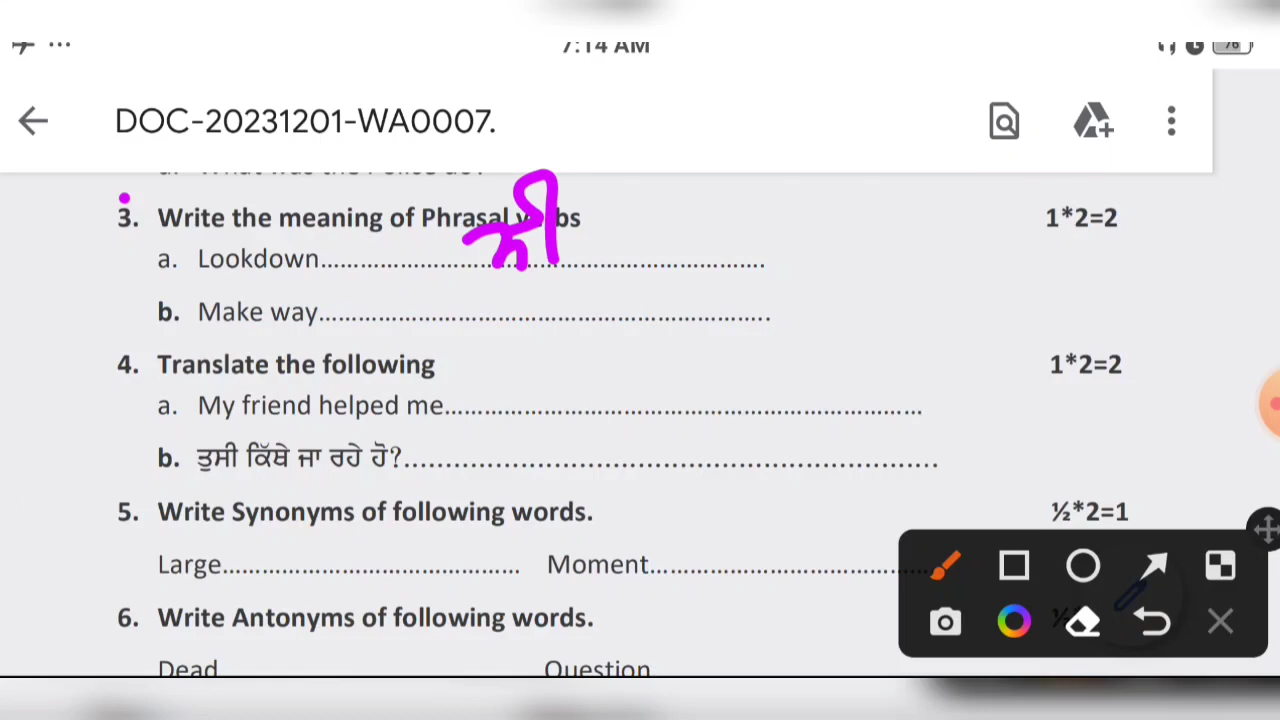 7:14 AM
76
DOC-20231201-WA0007.
3. Write the meaning of Phrasal verbs 1*2=2
a. Lookdown.....................................................................
b. Make way.....................................................................
4. Translate the following 1*2=2
a. My friend helped me........................................................................
b. ਤੁਸੀ ਕਿੱਥੇ ਜਾ ਰਹੇ ਹੋ?.................................................................
5. Write Synonyms of following words. ½*2=1
Large............................................. Moment...........................................
6. Write Antonyms of following words.
Dead Question